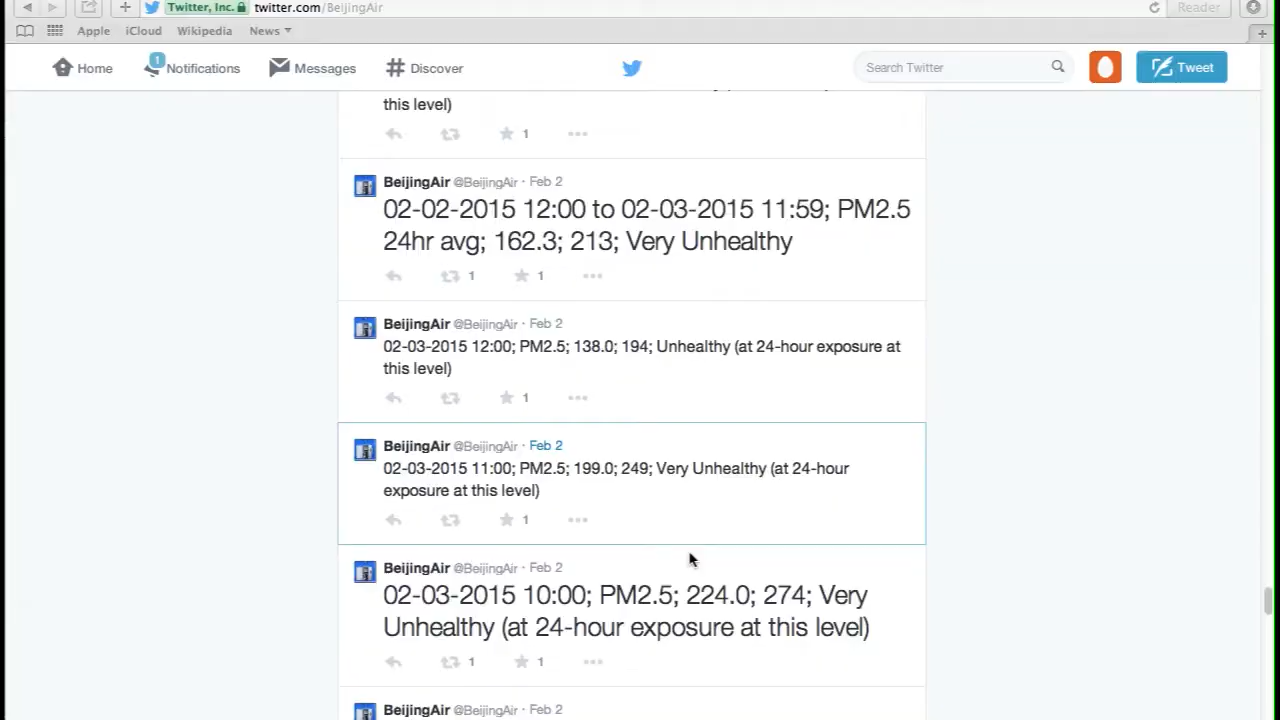 Twitter, Inc. twitter.com/BeijingAir Reader
Apple iCloud Wikipedia News
Home 1 Notifications Messages Discover Search Twitter Tweet
this level)
1
BeijingAir @BeijingAir · Feb 2
02-02-2015 12:00 to 02-03-2015 11:59; PM2.5
24hr avg; 162.3; 213; Very Unhealthy
1 1
BeijingAir @BeijingAir · Feb 2
02-03-2015 12:00; PM2.5; 138.0; 194; Unhealthy (at 24-hour exposure at
this level)
1
BeijingAir @BeijingAir · Feb 2
02-03-2015 11:00; PM2.5; 199.0; 249; Very Unhealthy (at 24-hour
exposure at this level)
1
BeijingAir @BeijingAir · Feb 2
02-03-2015 10:00; PM2.5; 224.0; 274; Very
Unhealthy (at 24-hour exposure at this level)
1 1
BeijingAir @BeijingAir · Feb 2